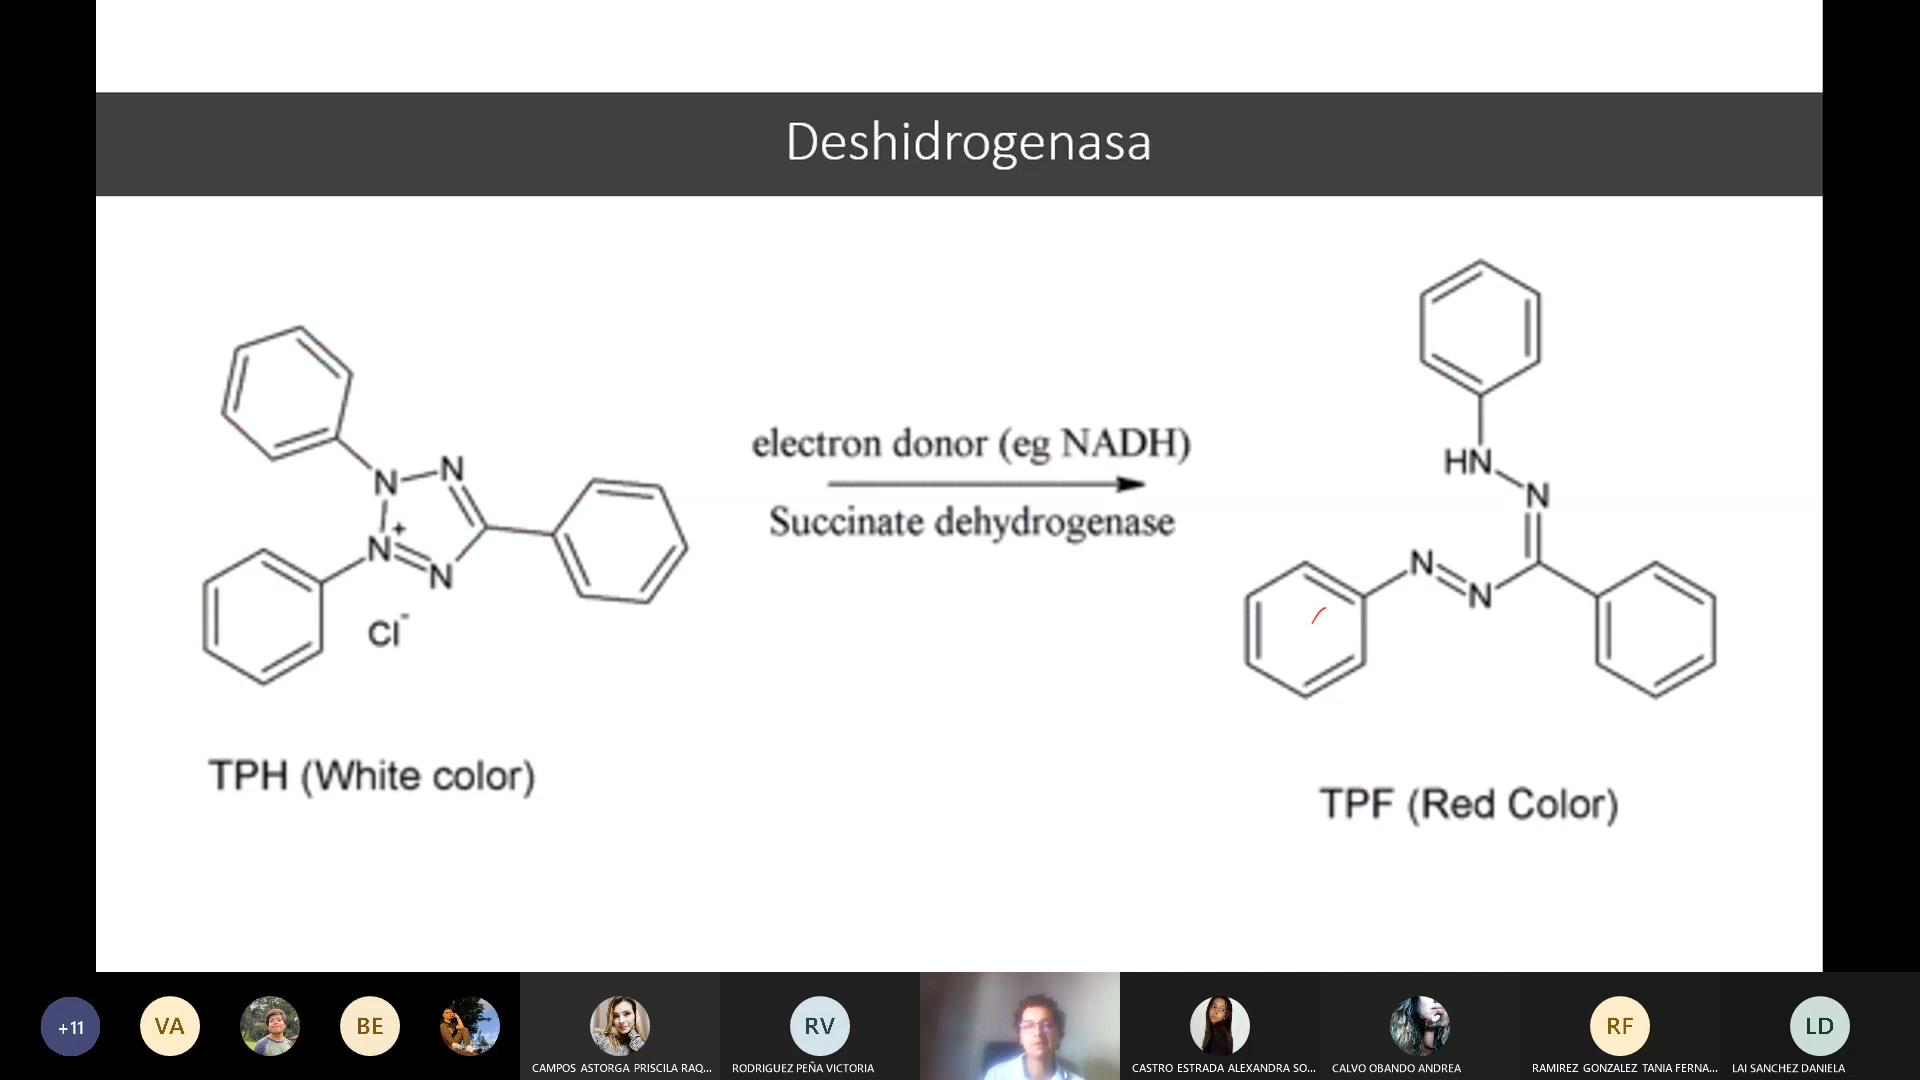 Deshidrogenasa
electron donor (eg NADH)
Succinate dehydrogenase
N
N
N
+
N
Cl
-
HN
N
N
N
TPH (White color)
TPF (Red Color)
+11
VA
BE
CAMPOS ASTORGA PRISCILA RAQ...
RV
RODRIGUEZ PEÑA VICTORIA
CASTRO ESTRADA ALEXANDRA SO...
CALVO OBANDO ANDREA
RF
RAMIREZ GONZALEZ TANIA FERNA...
LD
LAI SANCHEZ DANIELA